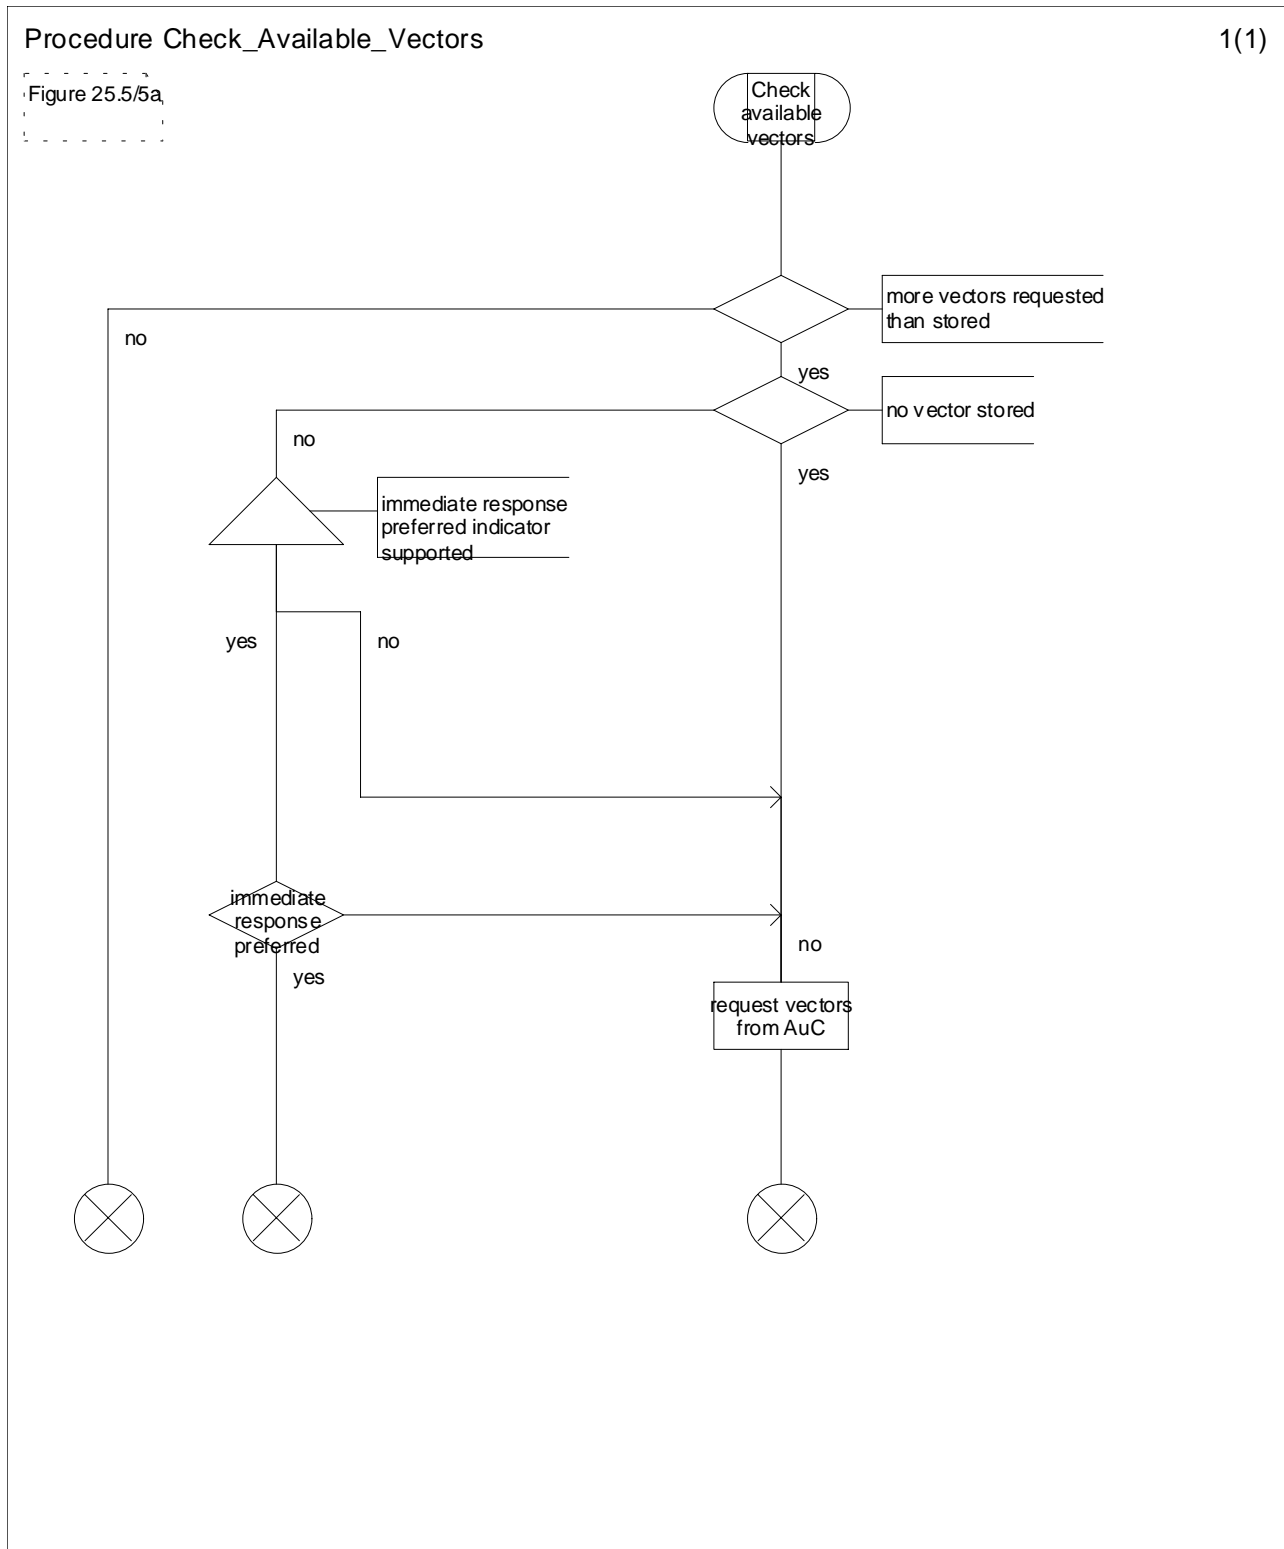 Procedure Check_Available_Vectors
1(1)
Figure 25.5/5a
Check
available
vectors
more vectors requested
than stored
no
yes
no vector stored
no
yes
immediate response
preferred indicator
supported
yes
no
immediate
response
preferred
no
yes
request vectors
from AuC